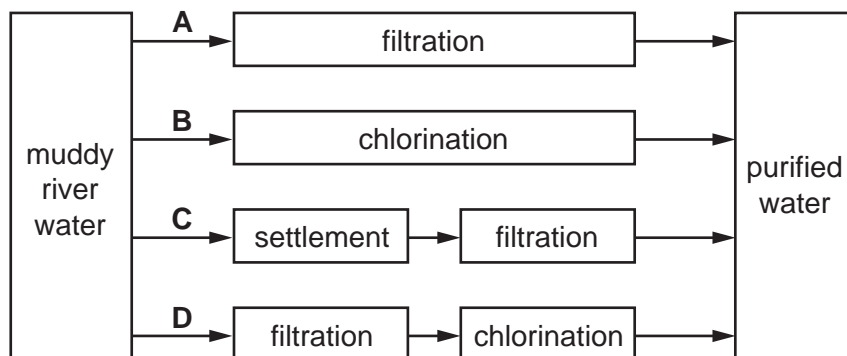 A
filtration
B
chlorination
muddy
river
water
purified
water
C
settlement
filtration
D
filtration
chlorination